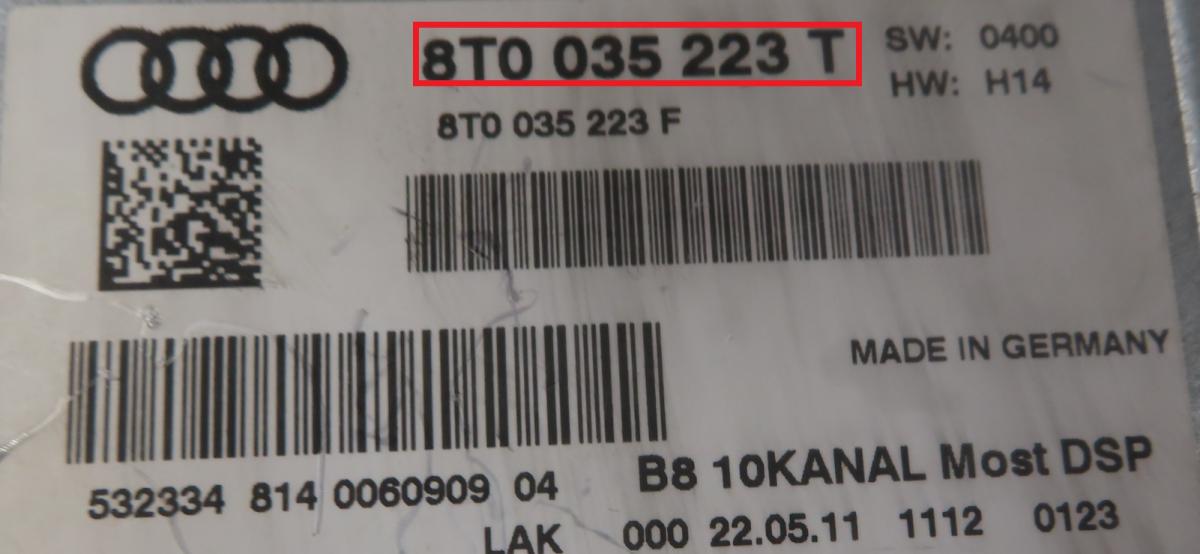 8T0 035 223 T
SW: 0400
HW: H14
8T0 035 223 F
MADE IN GERMANY
532334 814 0060909 04
B8 10KANAL Most DSP
LAK 000 22.05.11 1112 0123